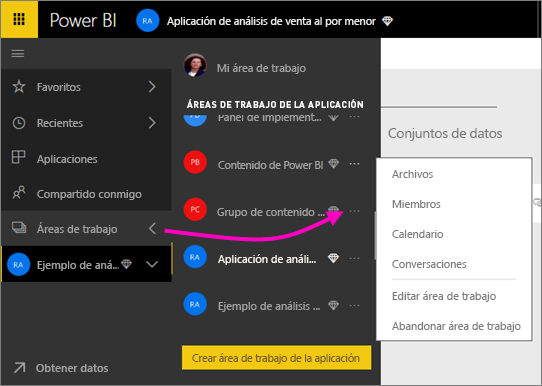 Power BI
RA
Aplicación de análisis de venta al por menor
Favoritos
Recientes
Aplicaciones
Compartido conmigo
Áreas de trabajo
RA
Ejemplo de aná...
Obtener datos
Mi área de trabajo
ÁREAS DE TRABAJO DE LA APLICACIÓN
Panel de implement...
PB
Contenido de Power BI
PC
Grupo de contenido ...
RA
Aplicación de análi...
RA
Ejemplo de análisis ...
Crear área de trabajo de la aplicación
Conjuntos de datos
Archivos
Miembros
Calendario
Conversaciones
Editar área de trabajo
Abandonar área de trabajo